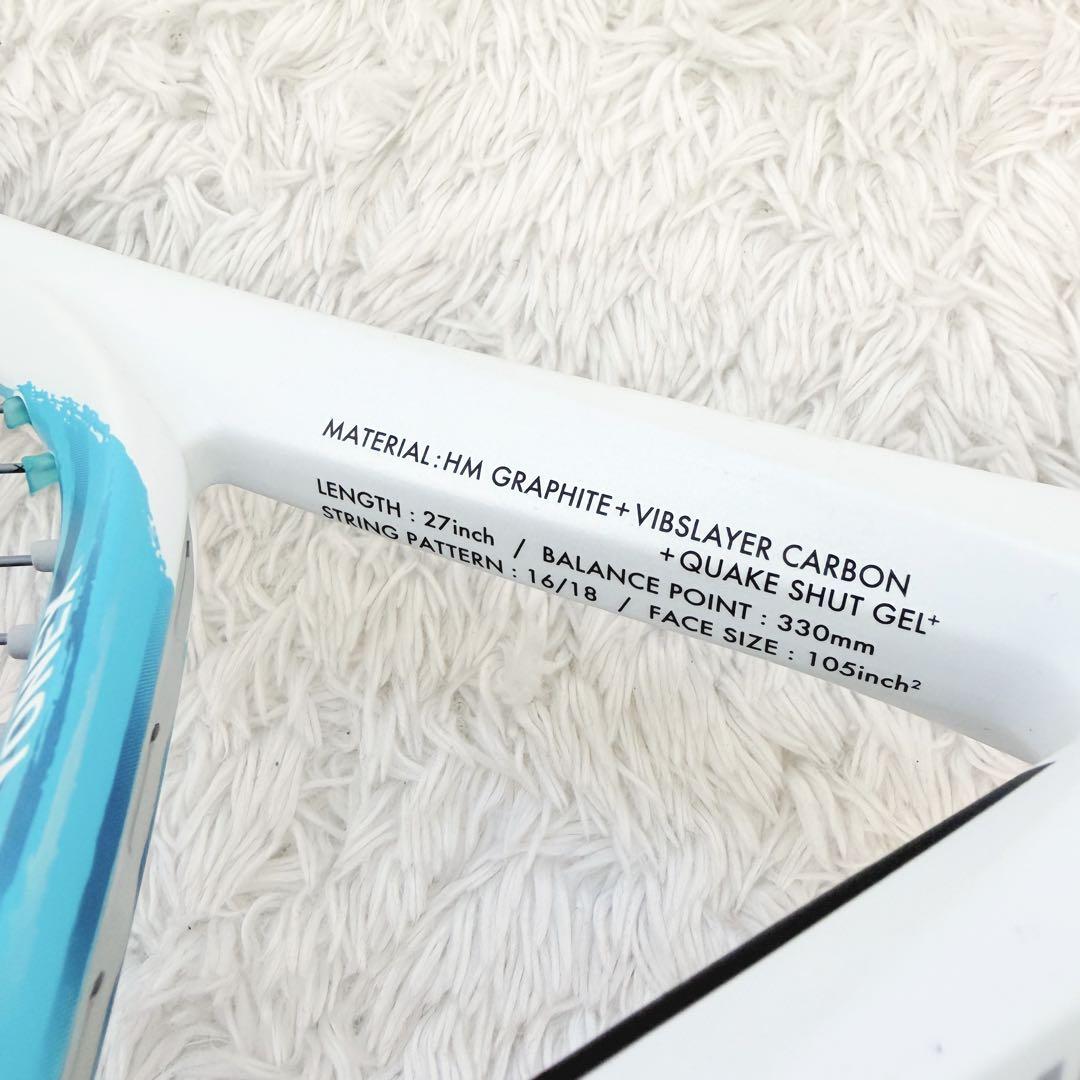 MATERIAL:HM GRAPHITE+VIBSLAYER CARBON
+QUAKE SHUT GEL+
LENGTH : 27inch / BALANCE POINT : 330mm
STRING PATTERN : 16/18 / FACE SIZE : 105inch²